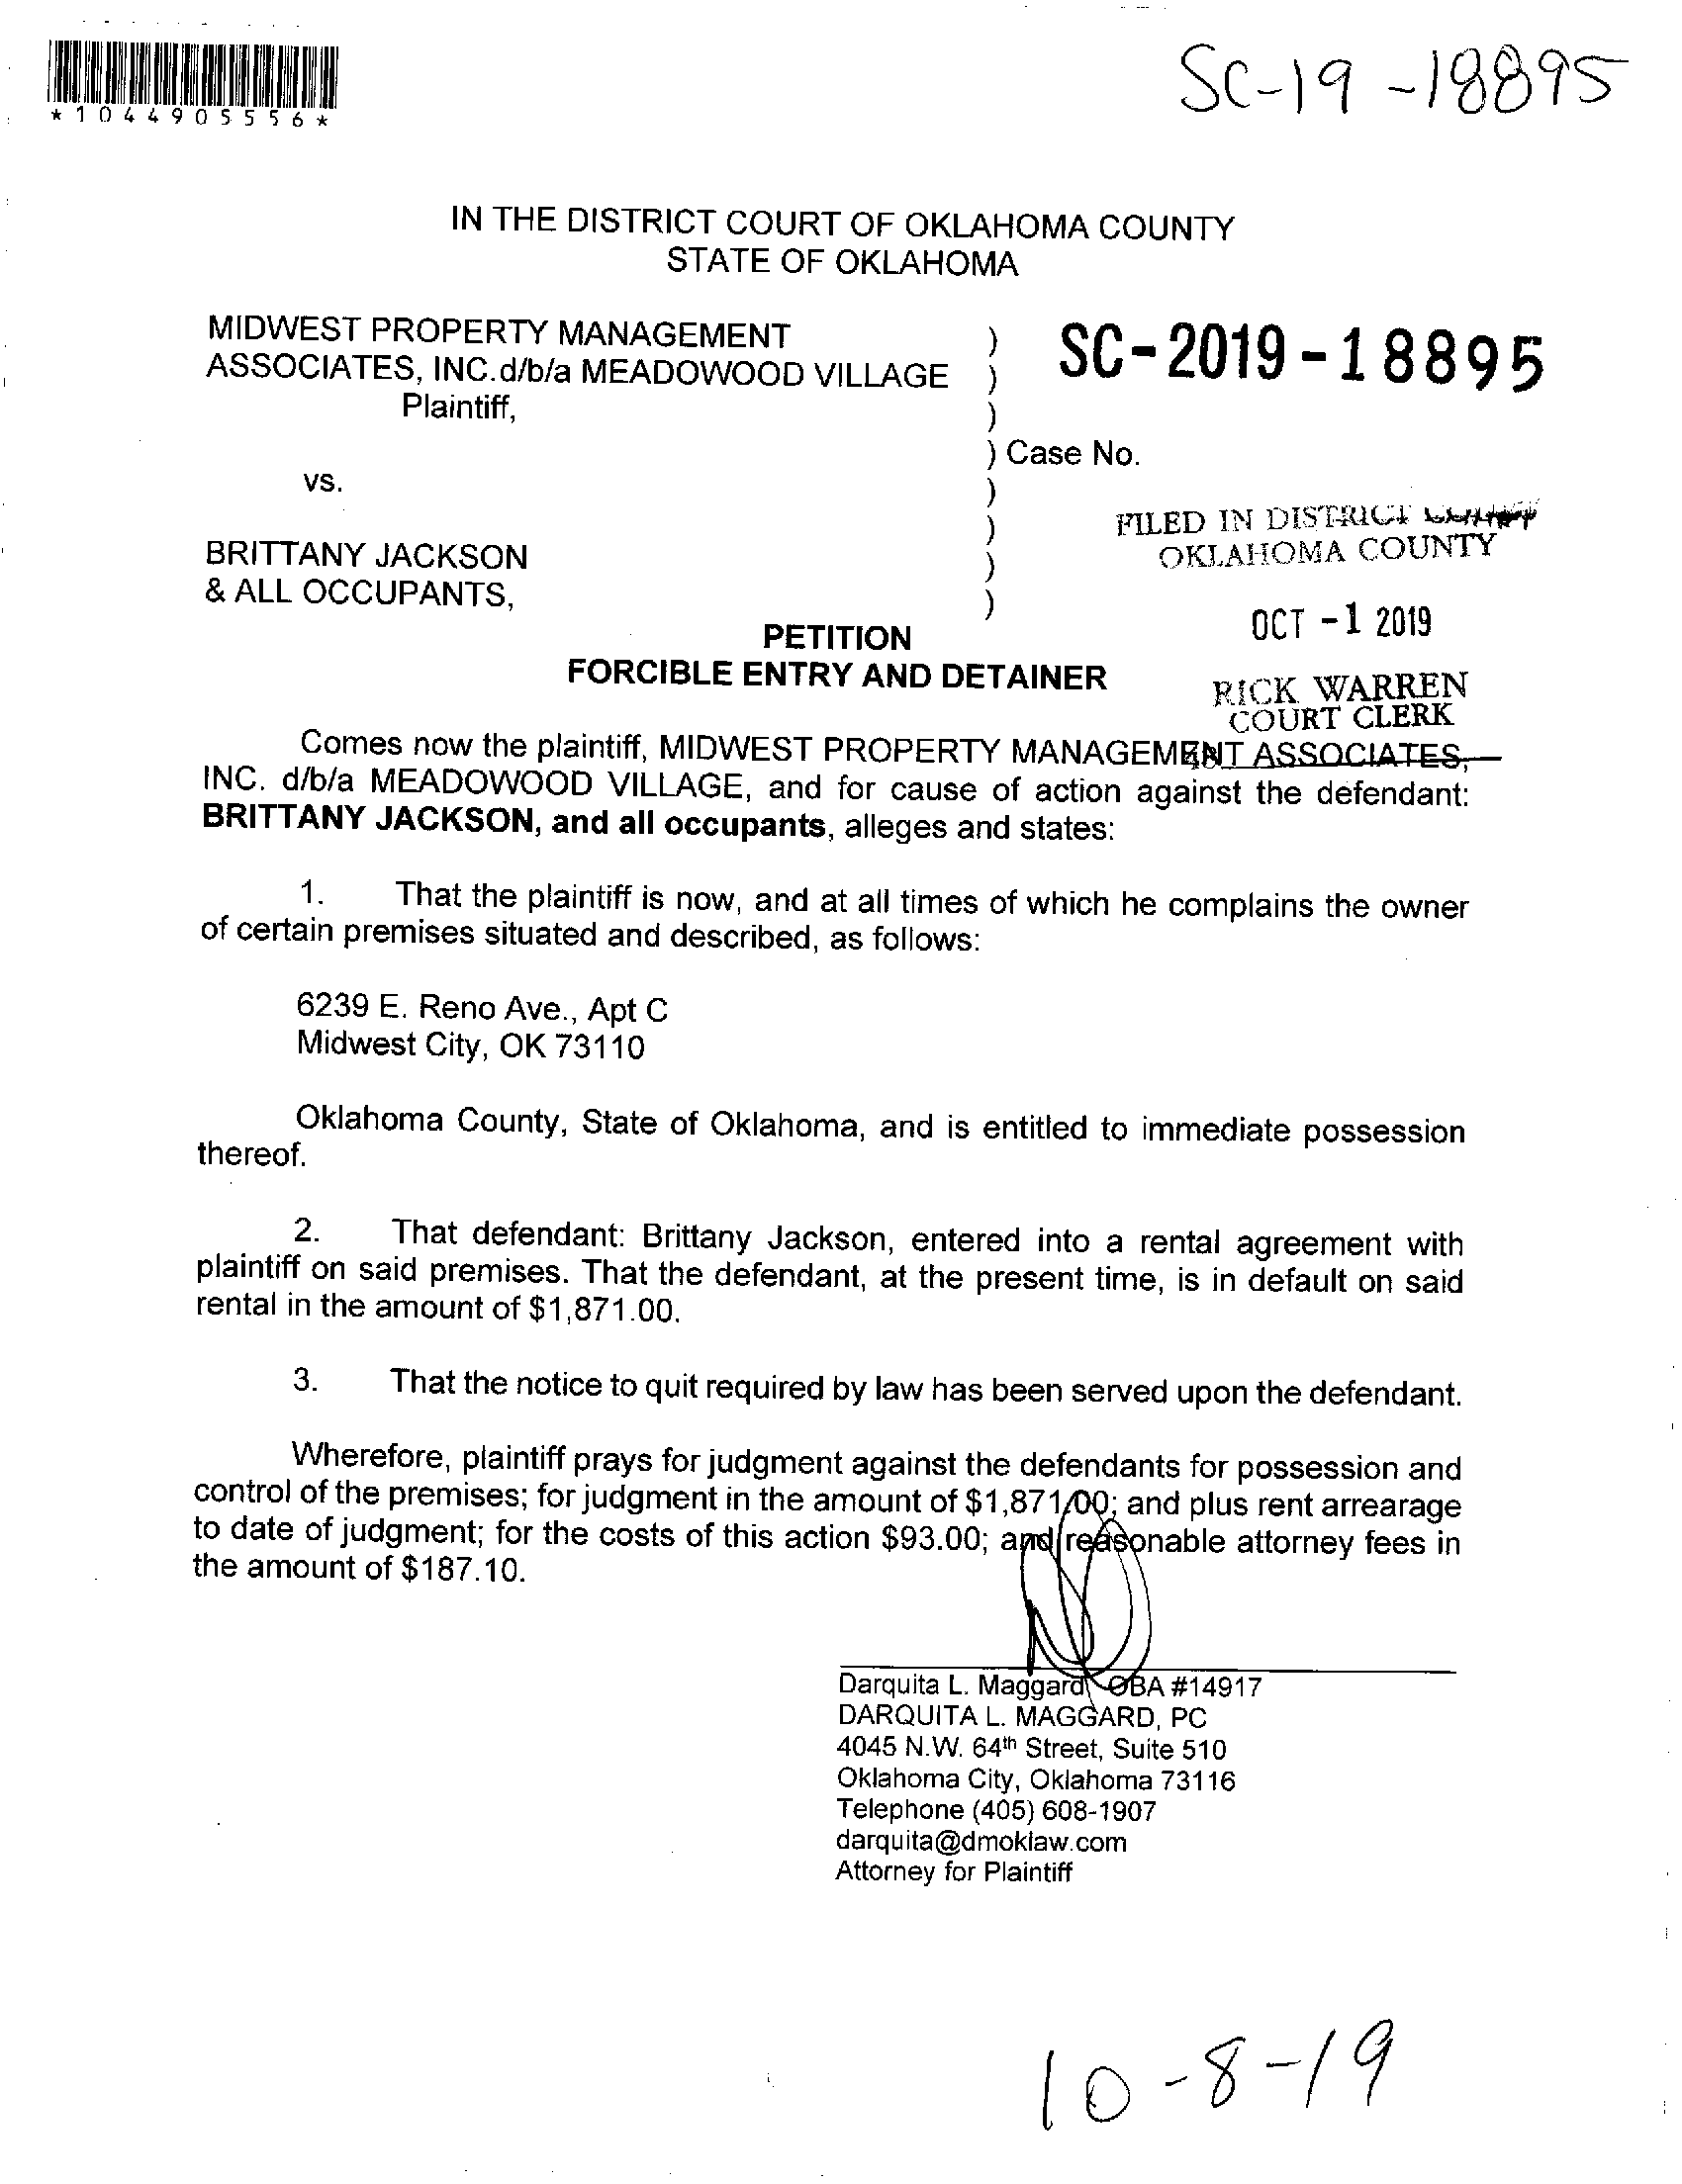 *1044905556*
SC-19-18895
IN THE DISTRICT COURT OF OKLAHOMA COUNTY
STATE OF OKLAHOMA
MIDWEST PROPERTY MANAGEMENT )
ASSOCIATES, INC.d/b/a MEADOWOOD VILLAGE ) SC-2019-18895
Plaintiff, )
) Case No.
vs. )
) FILED IN DISTRICT COURT
BRITTANY JACKSON ) OKLAHOMA COUNTY
& ALL OCCUPANTS, )
OCT -1 2019
PETITION
FORCIBLE ENTRY AND DETAINER
RICK WARREN
COURT CLERK
Comes now the plaintiff, MIDWEST PROPERTY MANAGEMENT ASSOCIATES,
INC. d/b/a MEADOWOOD VILLAGE, and for cause of action against the defendant:
BRITTANY JACKSON, and all occupants, alleges and states:
1. That the plaintiff is now, and at all times of which he complains the owner
of certain premises situated and described, as follows:
6239 E. Reno Ave., Apt C
Midwest City, OK 73110
Oklahoma County, State of Oklahoma, and is entitled to immediate possession
thereof.
2. That defendant: Brittany Jackson, entered into a rental agreement with
plaintiff on said premises. That the defendant, at the present time, is in default on said
rental in the amount of $1,871.00.
3. That the notice to quit required by law has been served upon the defendant.
Wherefore, plaintiff prays for judgment against the defendants for possession and
control of the premises; for judgment in the amount of $1,871.00; and plus rent arrearage
to date of judgment; for the costs of this action $93.00; and reasonable attorney fees in
the amount of $187.10.
Darquita L. Maggard OBA #14917
DARQUITA L. MAGGARD, PC
4045 N.W. 64th Street, Suite 510
Oklahoma City, Oklahoma 73116
Telephone (405) 608-1907
darquita@dmoklaw.com
Attorney for Plaintiff
10-8-19